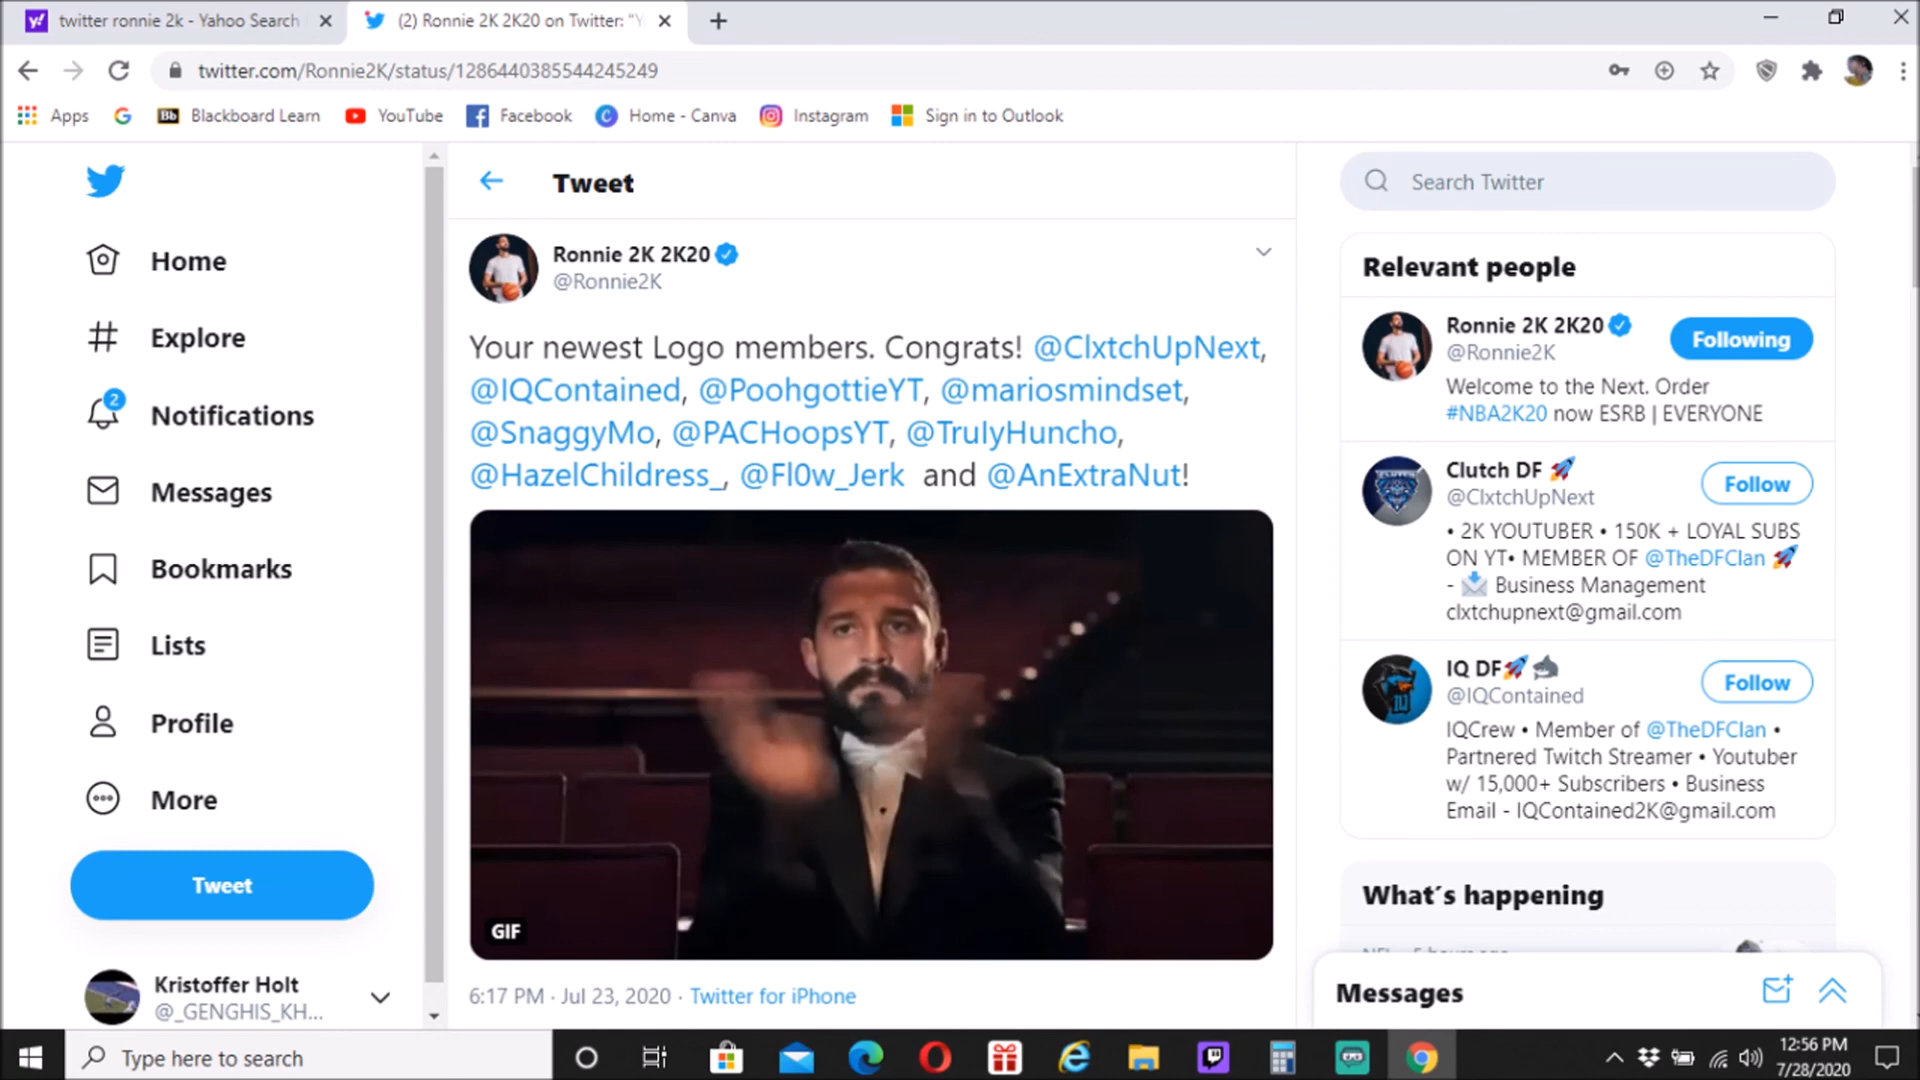 twitter ronnie 2k - Yahoo Search
(2) Ronnie 2K 2K20 on Twitter: "Y
twitter.com/Ronnie2K/status/1286440385544245249
Apps
Blackboard Learn
YouTube
Facebook
Home - Canva
Instagram
Sign in to Outlook
Home
Explore
2
Notifications
Messages
Bookmarks
Lists
Profile
More
Tweet
Kristoffer Holt
@_GENGHIS_KH...
Tweet
Ronnie 2K 2K20
@Ronnie2K
Your newest Logo members. Congrats! @ClxtchUpNext,
@IQContained, @PoohgottieYT, @mariosmindset,
@SnaggyMo, @PACHoopsYT, @TruIyHuncho,
@HazelChildress_, @Fl0w_Jerk and @AnExtraNut!
GIF
6:17 PM · Jul 23, 2020 · Twitter for iPhone
Search Twitter
Relevant people
Ronnie 2K 2K20
@Ronnie2K
Following
Welcome to the Next. Order
#NBA2K20 now ESRB | EVERYONE
Clutch DF
@ClxtchUpNext
Follow
• 2K YOUTUBER • 150K + LOYAL SUBS
ON YT• MEMBER OF @TheDFClan
- Business Management
clxtchupnext@gmail.com
IQ DF
@IQContained
Follow
IQCrew • Member of @TheDFClan •
Partnered Twitch Streamer • Youtuber
w/ 15,000+ Subscribers • Business
Email - IQContained2K@gmail.com
What's happening
Messages
Type here to search
12:56 PM
7/28/2020